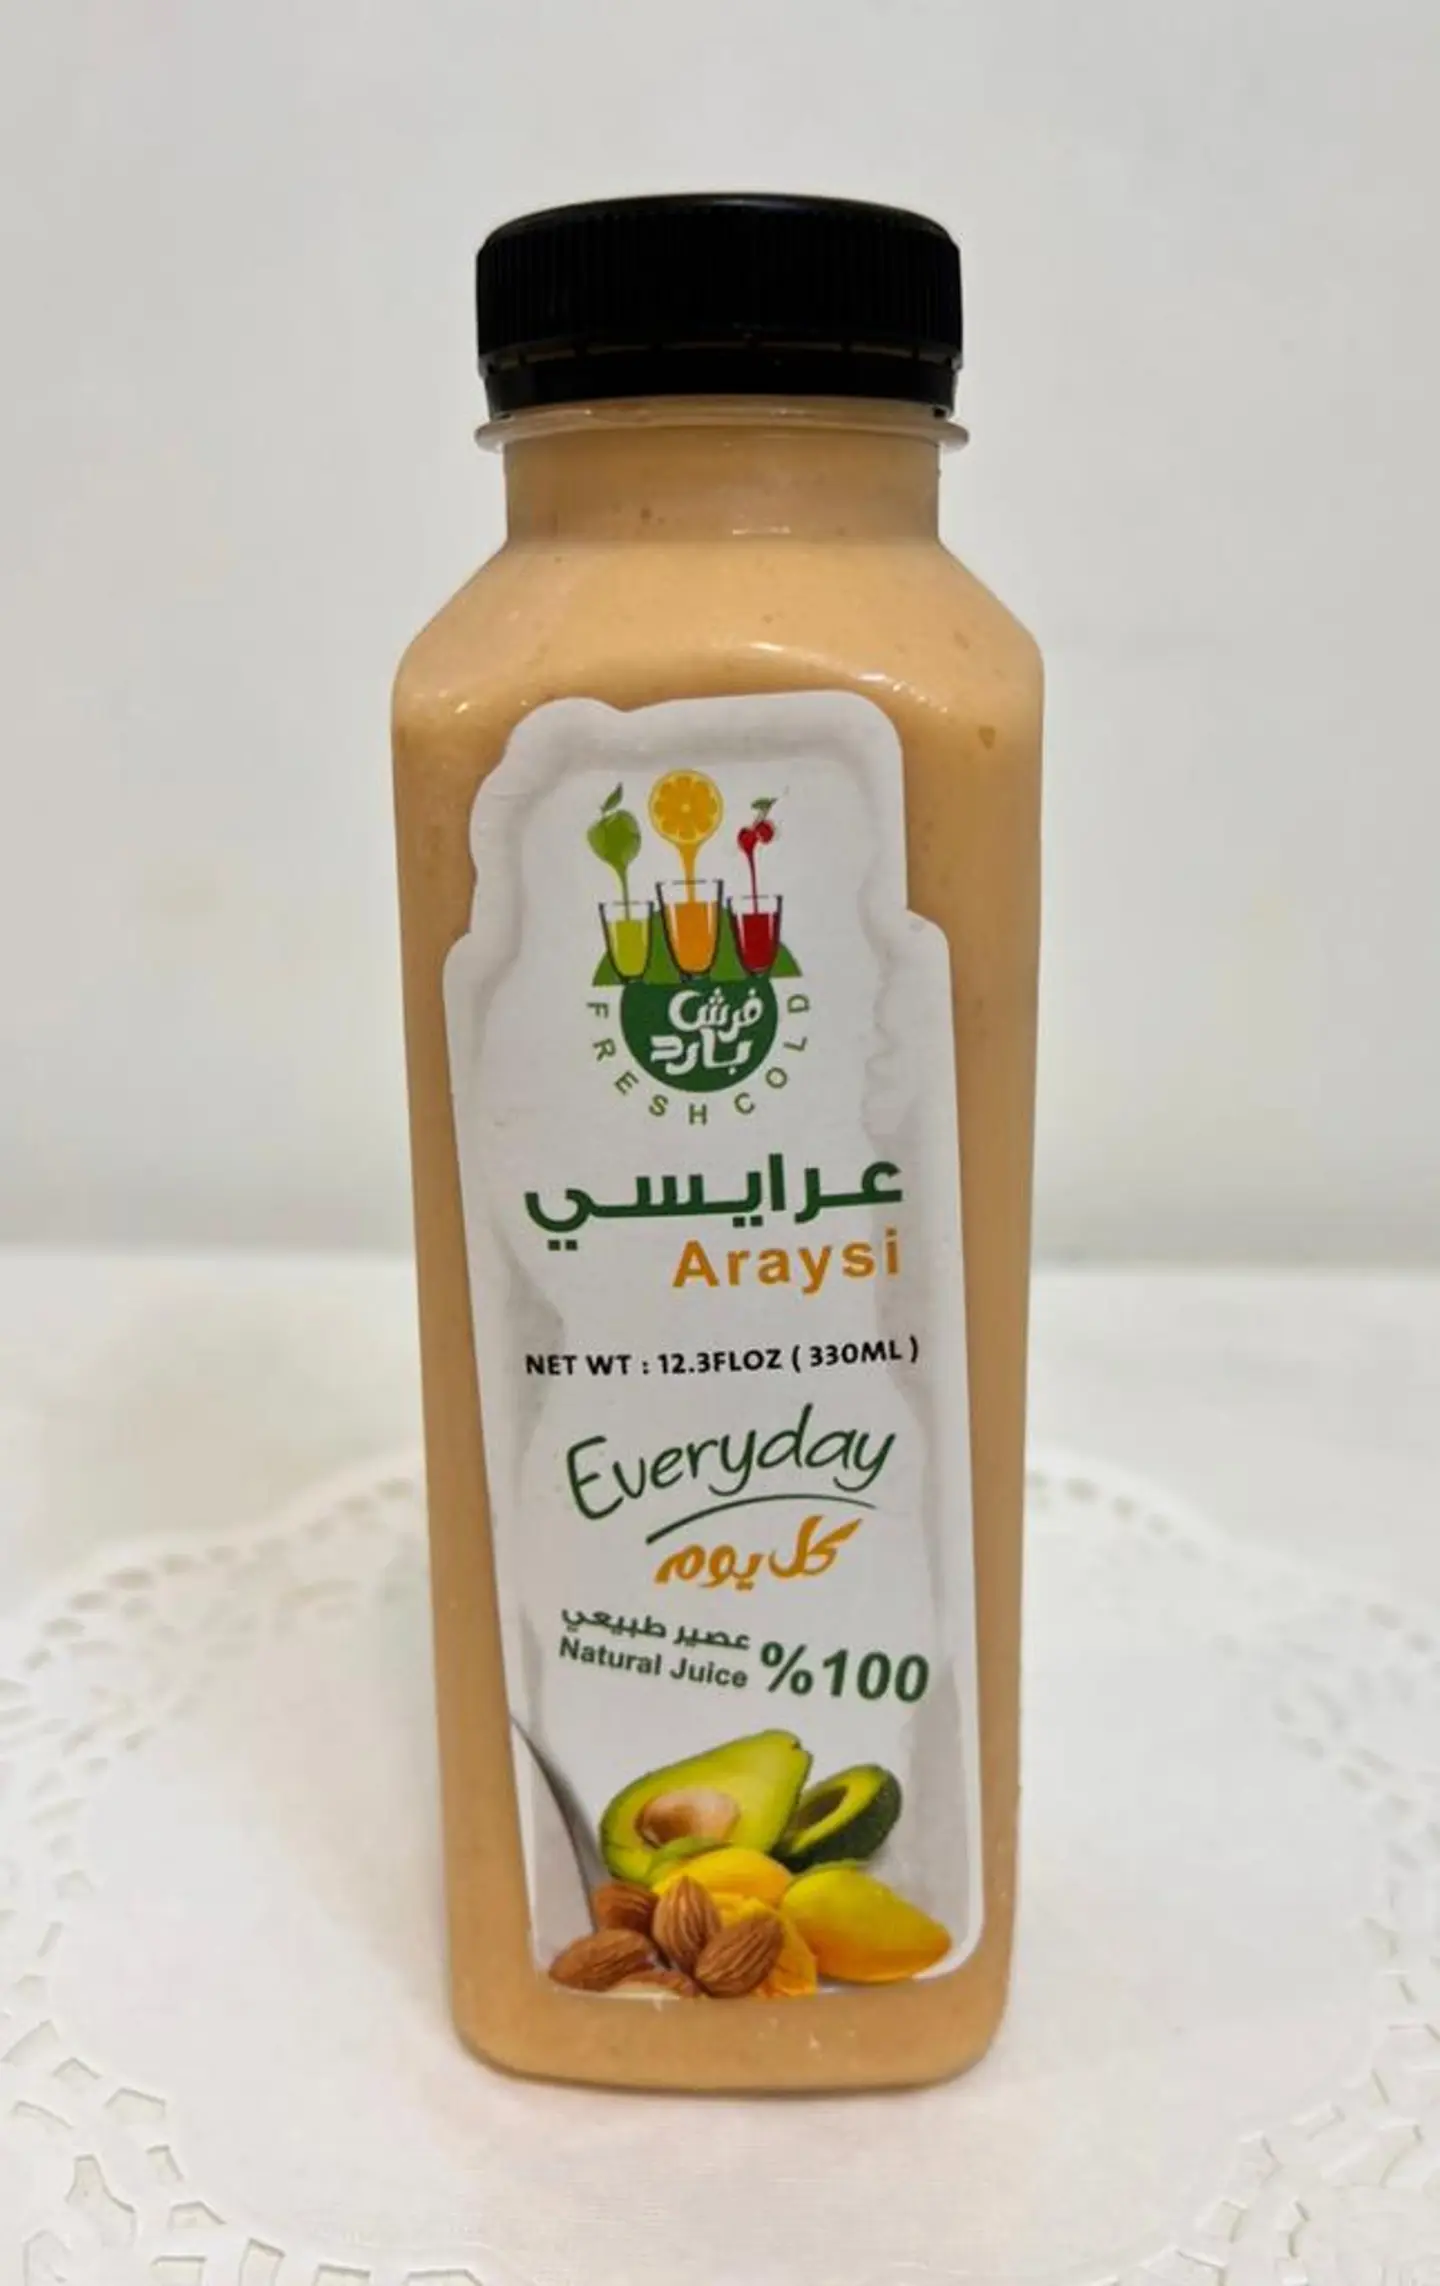 فرش
بارد
FRESH COLD
عرايسي
Araysi
NET WT : 12.3FLOZ ( 330ML )
Everyday
كل يوم
عصير طبيعي
Natural Juice %100